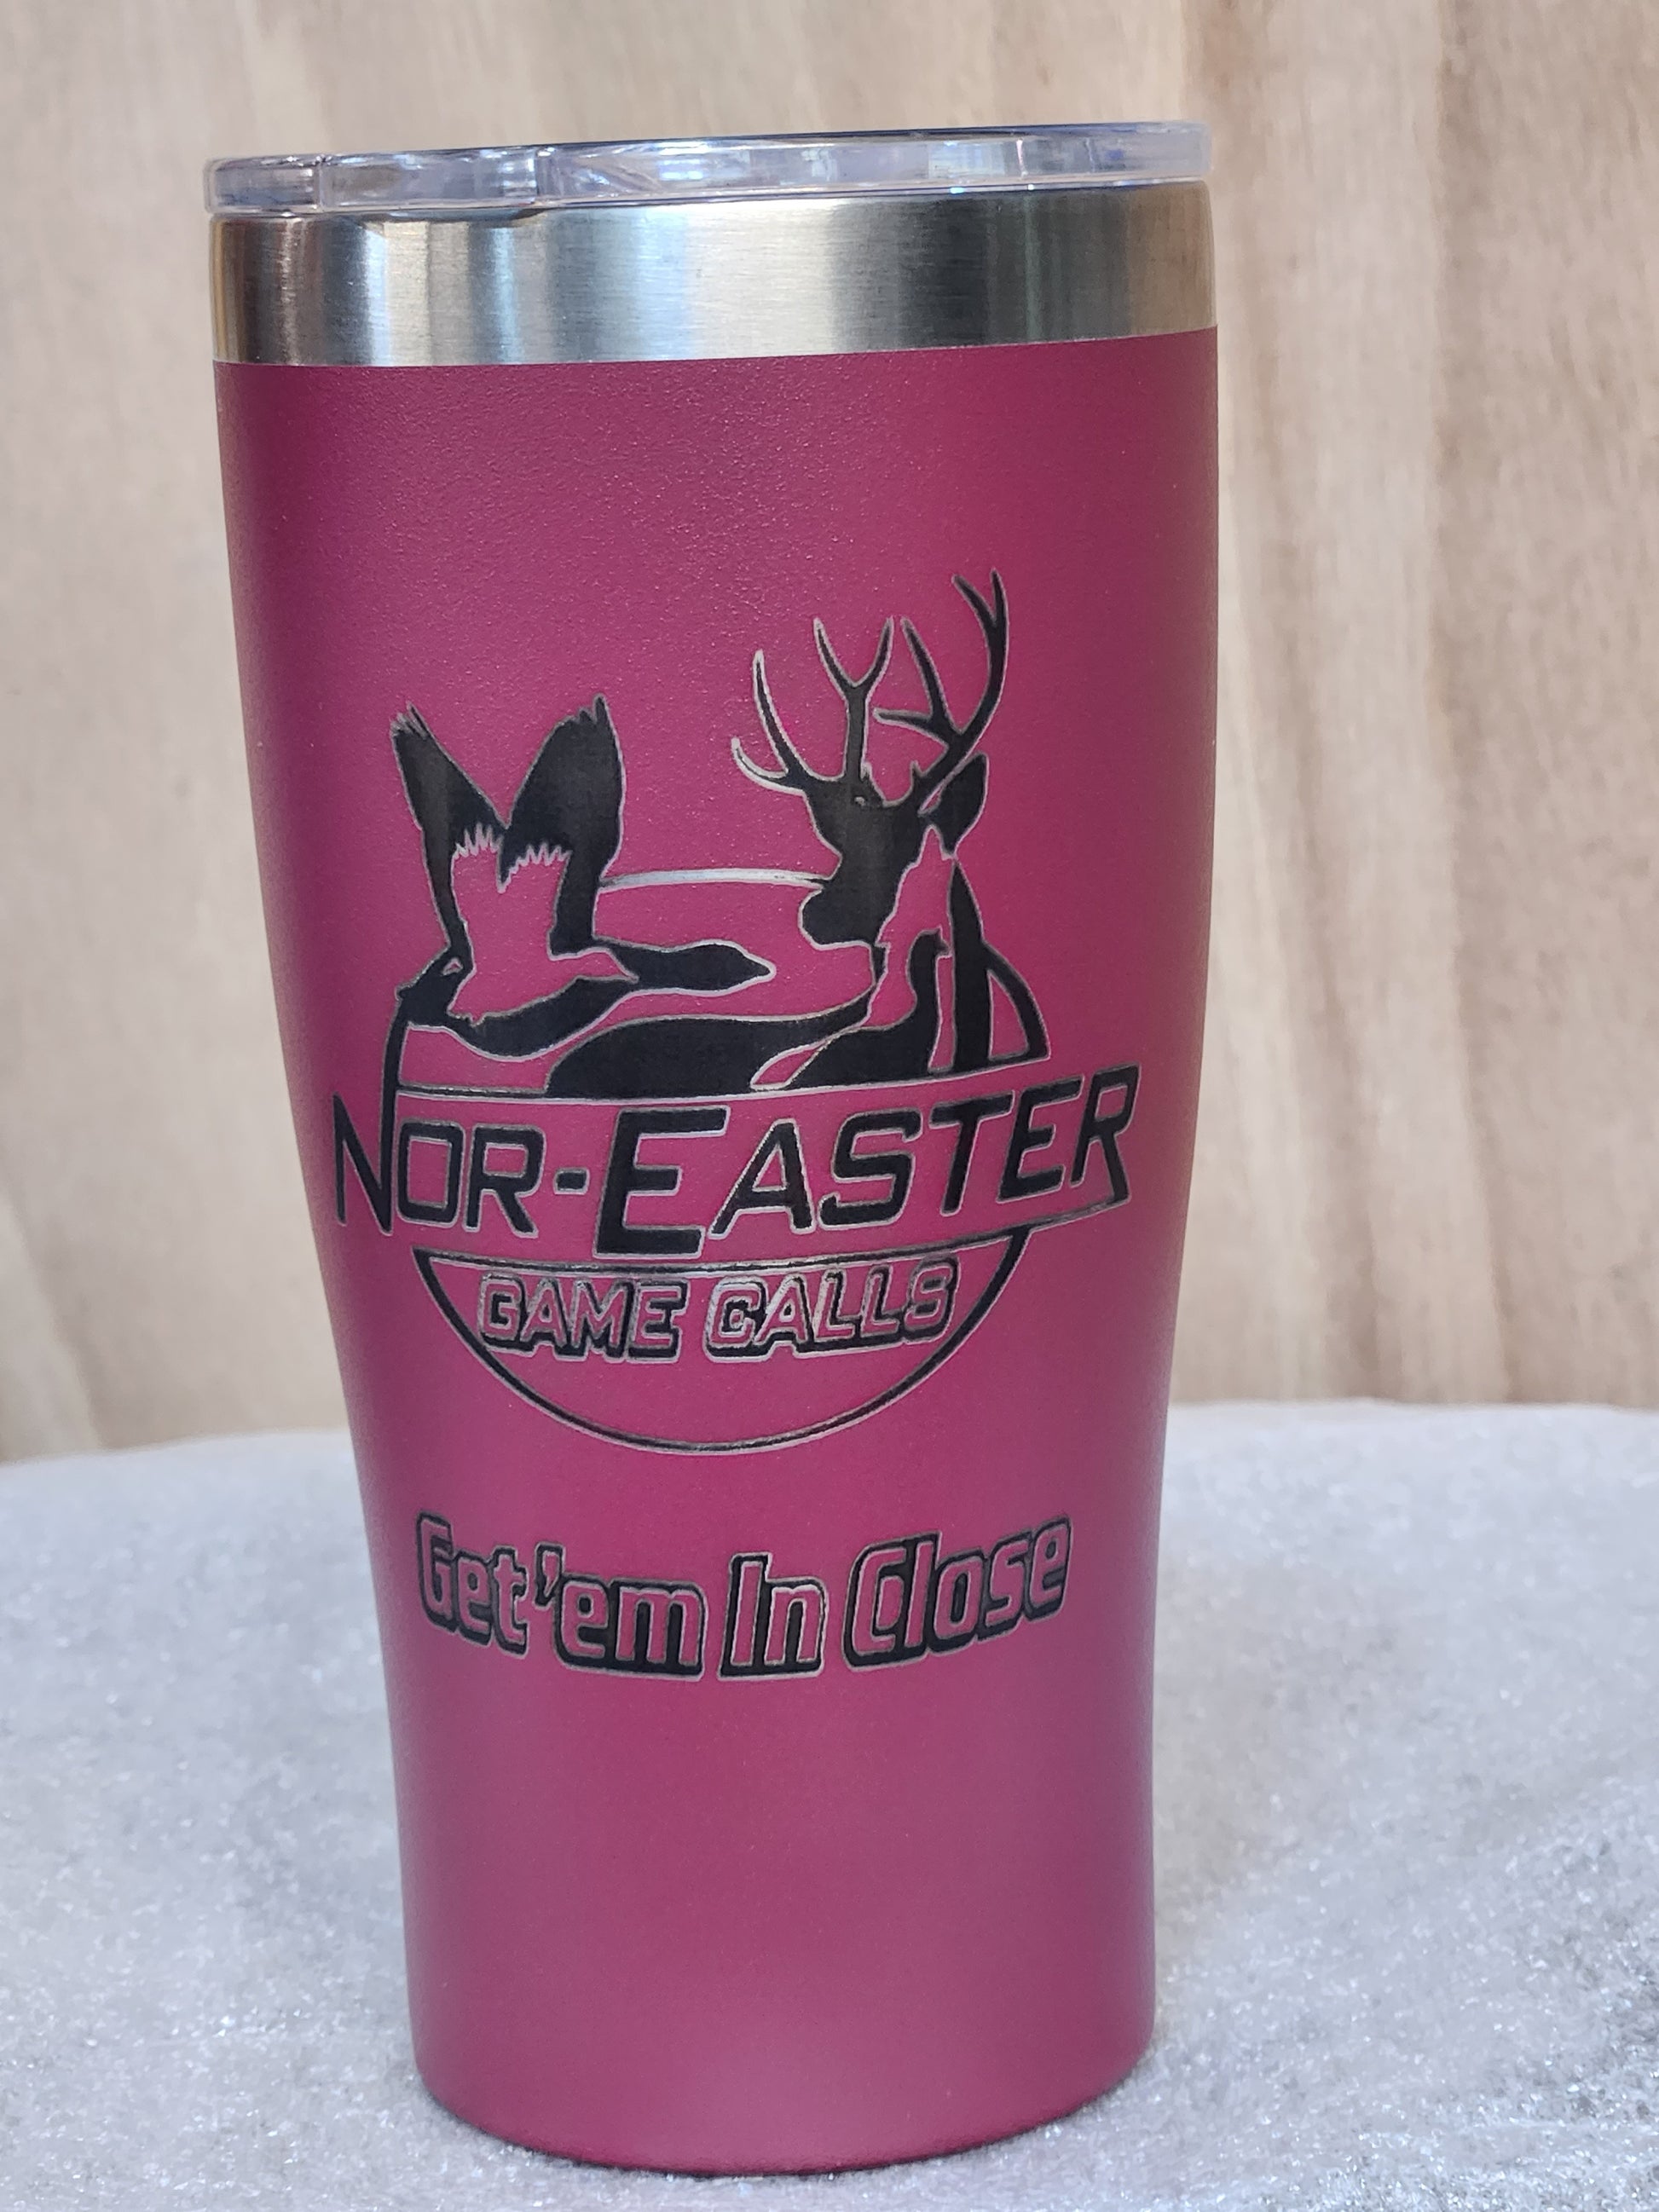 NOR-EASTER
GAME CALLS
Get'em In Close